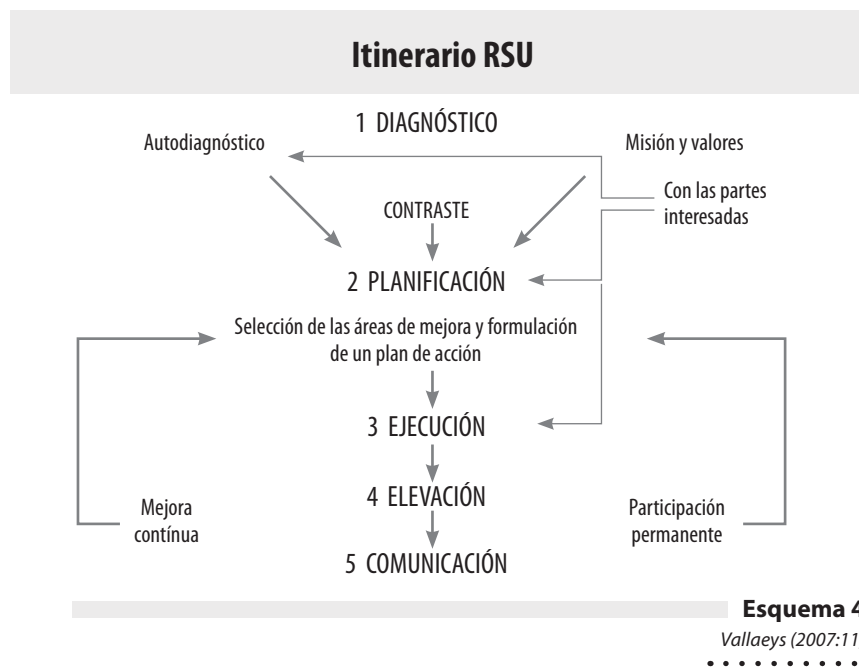 Itinerario RSU
1 DIAGNÓSTICO
Autodiagnóstico
Misión y valores
Con las partes
interesadas
CONTRASTE
2 PLANIFICACIÓN
Selección de las áreas de mejora y formulación
de un plan de acción
3 EJECUCIÓN
4 ELEVACIÓN
Mejora
contínua
Participación
permanente
5 COMUNICACIÓN
Esquema 4
Vallaeys (2007:11